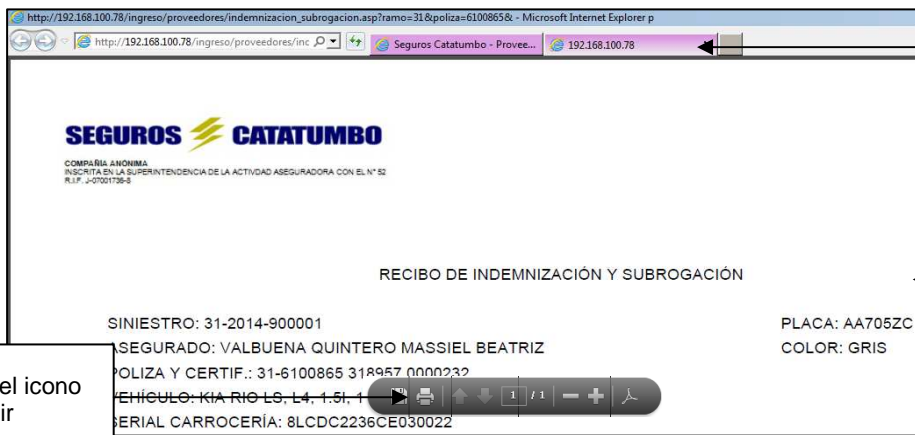 http://192.168.100.78/ingreso/proveedores/indemnizacion_subrogacion.asp?ramo=31&poliza=6100865& - Microsoft Internet Explorer p
http://192.168.100.78/ingreso/proveedores/inc
Seguros Catatumbo - Provee...
192.168.100.78
SEGUROS CATATUMBO
COMPAÑIA ANONIMA
INSCRITA EN LA SUPERINTENDENCIA DE LA ACTIVDAD ASEGURADORA CON EL N° 52
R.I.F. J-07001736-8
RECIBO DE INDEMNIZACIÓN Y SUBROGACIÓN
SINIESTRO: 31-2014-900001
PLACA: AA705ZC
ASEGURADO: VALBUENA QUINTERO MASSIEL BEATRIZ
COLOR: GRIS
POLIZA Y CERTIF.: 31-6100865 318957 0000232
VEHÍCULO: KIA RIO LS, L4, 1.5l, 1
SERIAL CARROCERÍA: 8LCDC2236CE030022
el icono
ir
1 / 1